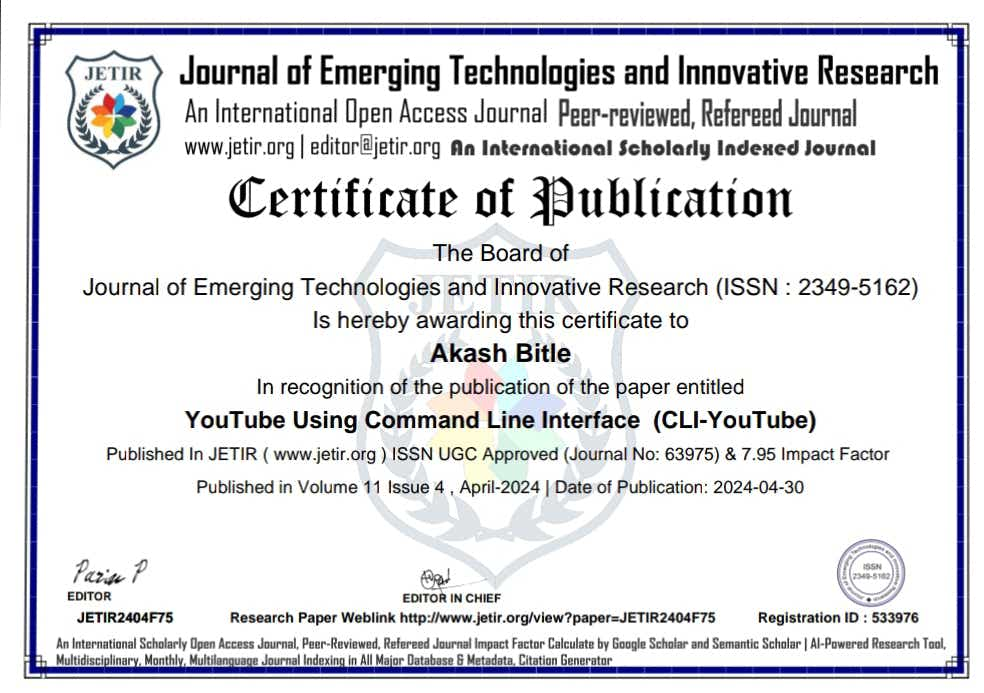 JETIR
Journal of Emerging Technologies and Innovative Research
An International Open Access Journal Peer-reviewed, Refereed Journal
www.jetir.org | editor@jetir.org An International Scholarly Indexed Journal
Certificate of Publication
JETIR
The Board of
Journal of Emerging Technologies and Innovative Research (ISSN : 2349-5162)
Is hereby awarding this certificate to
Akash Bitle
In recognition of the publication of the paper entitled
YouTube Using Command Line Interface (CLI-YouTube)
Published In JETIR ( www.jetir.org ) ISSN UGC Approved (Journal No: 63975) & 7.95 Impact Factor
Published in Volume 11 Issue 4 , April-2024 | Date of Publication: 2024-04-30
EDITOR
EDITOR IN CHIEF
ISSN
2349-5162
JETIR2404F75 Research Paper Weblink http://www.jetir.org/view?paper=JETIR2404F75 Registration ID : 533976
An International Scholarly Open Access Journal, Peer-Reviewed, Refereed Journal Impact Factor Calculate by Google Scholar and Semantic Scholar | AI-Powered Research Tool,
Multidisciplinary, Monthly, Multilanguage Journal Indexing in All Major Database & Metadata, Citation Generator